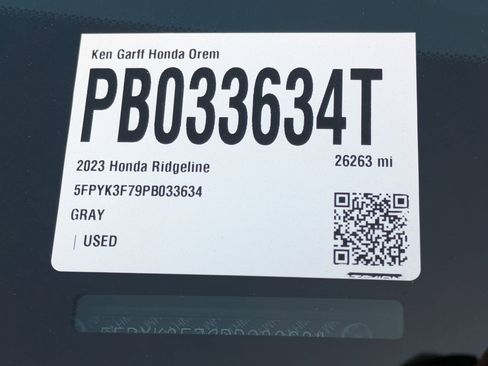 Ken Garff Honda Orem
PB033634T
2023 Honda Ridgeline
26263 mi
5FPYK3F79PB033634
GRAY
| USED